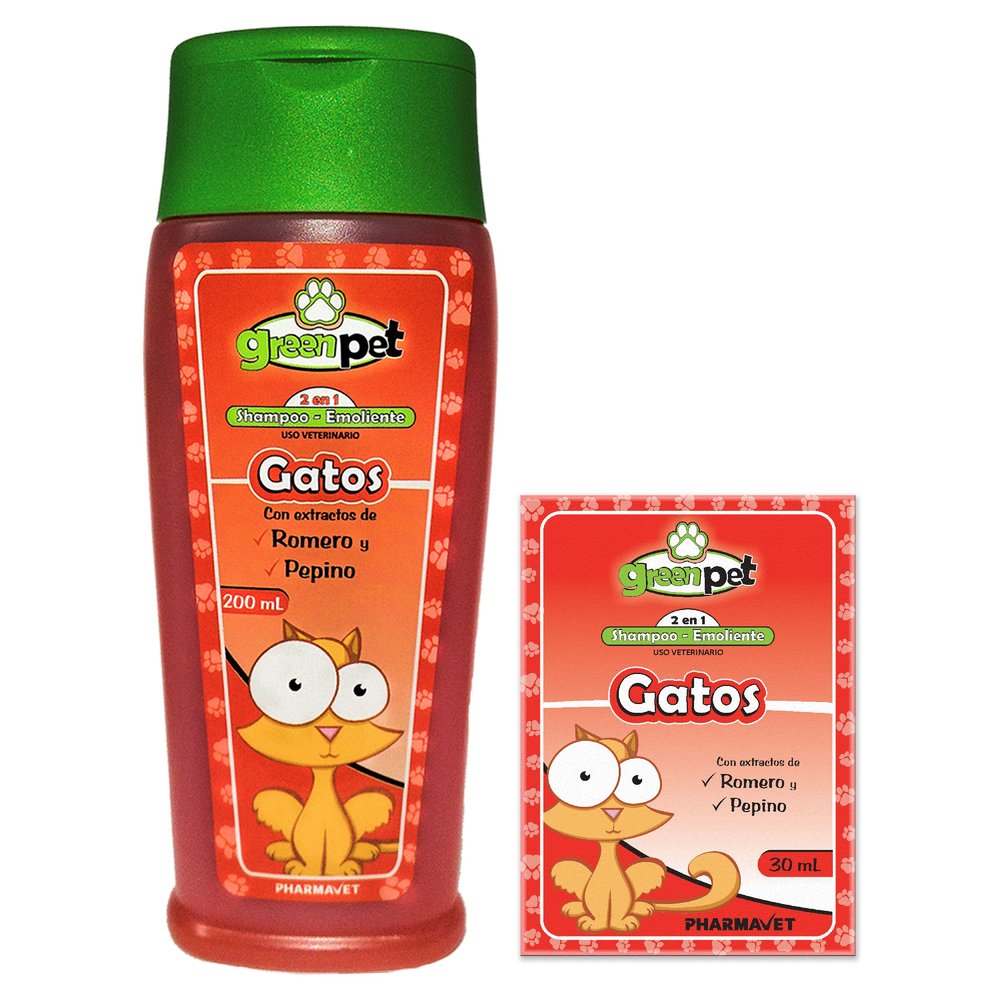 greenpet
2 en 1
Shampoo - Emoliente
USO VETERINARIO
Gatos
Con extractos de
✓ Romero y
✓ Pepino
200 mL
PHARMAVET
greenpet
2 en 1
Shampoo - Emoliente
USO VETERINARIO
Gatos
Con extractos de
✓ Romero y
✓ Pepino
30 mL
PHARMAVET